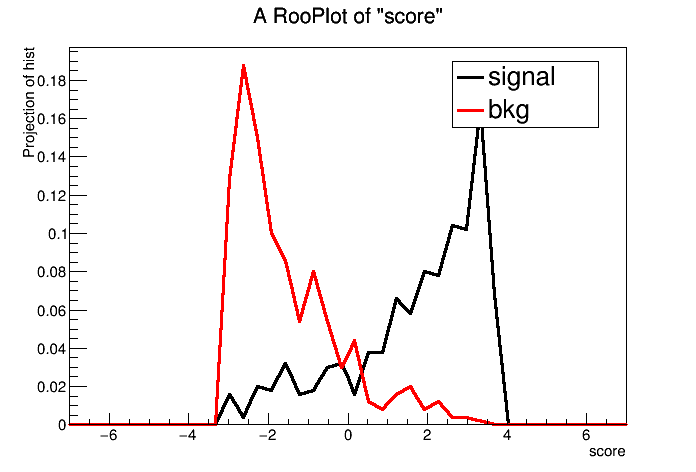 A RooPlot of "score"
Projection of hist
signal
bkg
0.18
0.16
0.14
0.12
0.1
0.08
0.06
0.04
0.02
0
−6 −4 −2 0 2 4 6
score